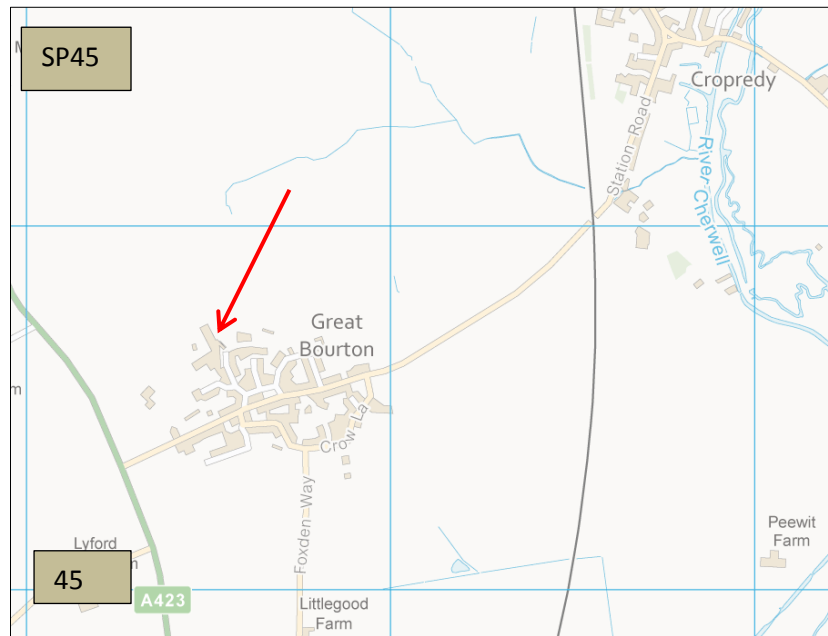 M
SP45
Cropredy
Station Road
River Cherwell
Great
Bourton
m
Crow La
Foxden Way
Lyford
m
45
A423
Peewit
Farm
Littlegood
Farm